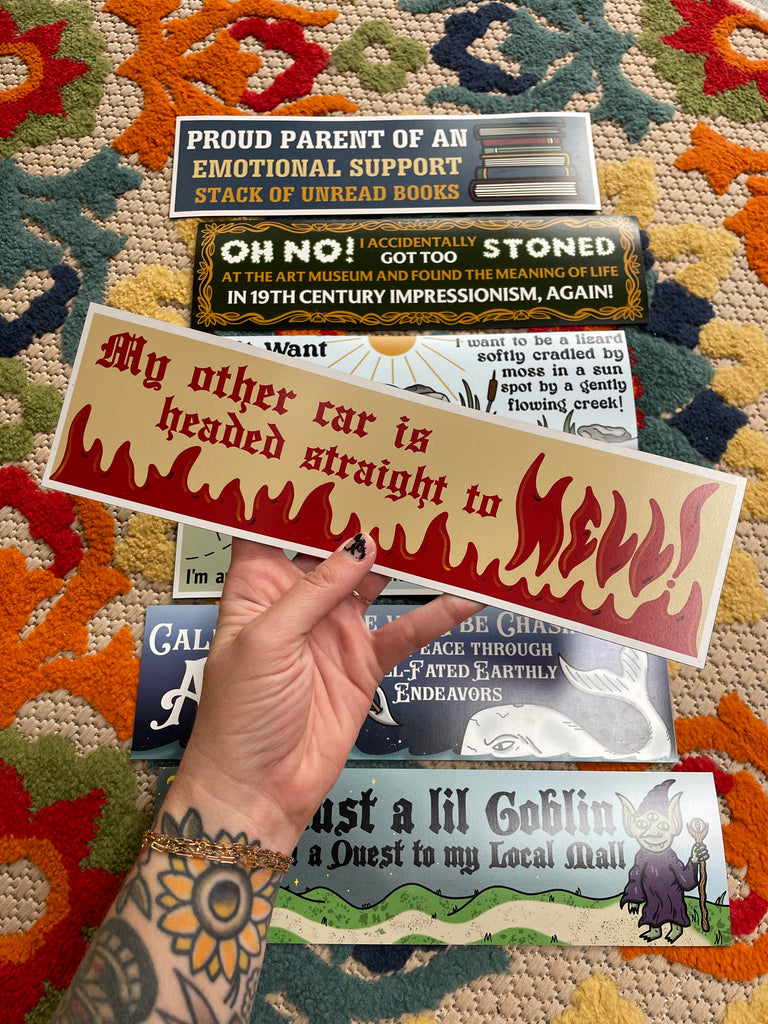 PROUD PARENT OF AN
EMOTIONAL SUPPORT
STACK OF UNREAD BOOKS
OH NO! I ACCIDENTALLY GOT TOO STONED
AT THE ART MUSEUM AND FOUND THE MEANING OF LIFE
IN 19TH CENTURY IMPRESSIONISM, AGAIN!
Want
I want to be a lizard
softly cradled by
moss in a sun
spot by a gently
flowing creek!
My other car is
headed straight to HELL!
I'm
CALL BE CHASING
PEACE THROUGH
ILL-FATED EARTHLY
ENDEAVORS
Just a lil Goblin
a Quest to my Local Mall